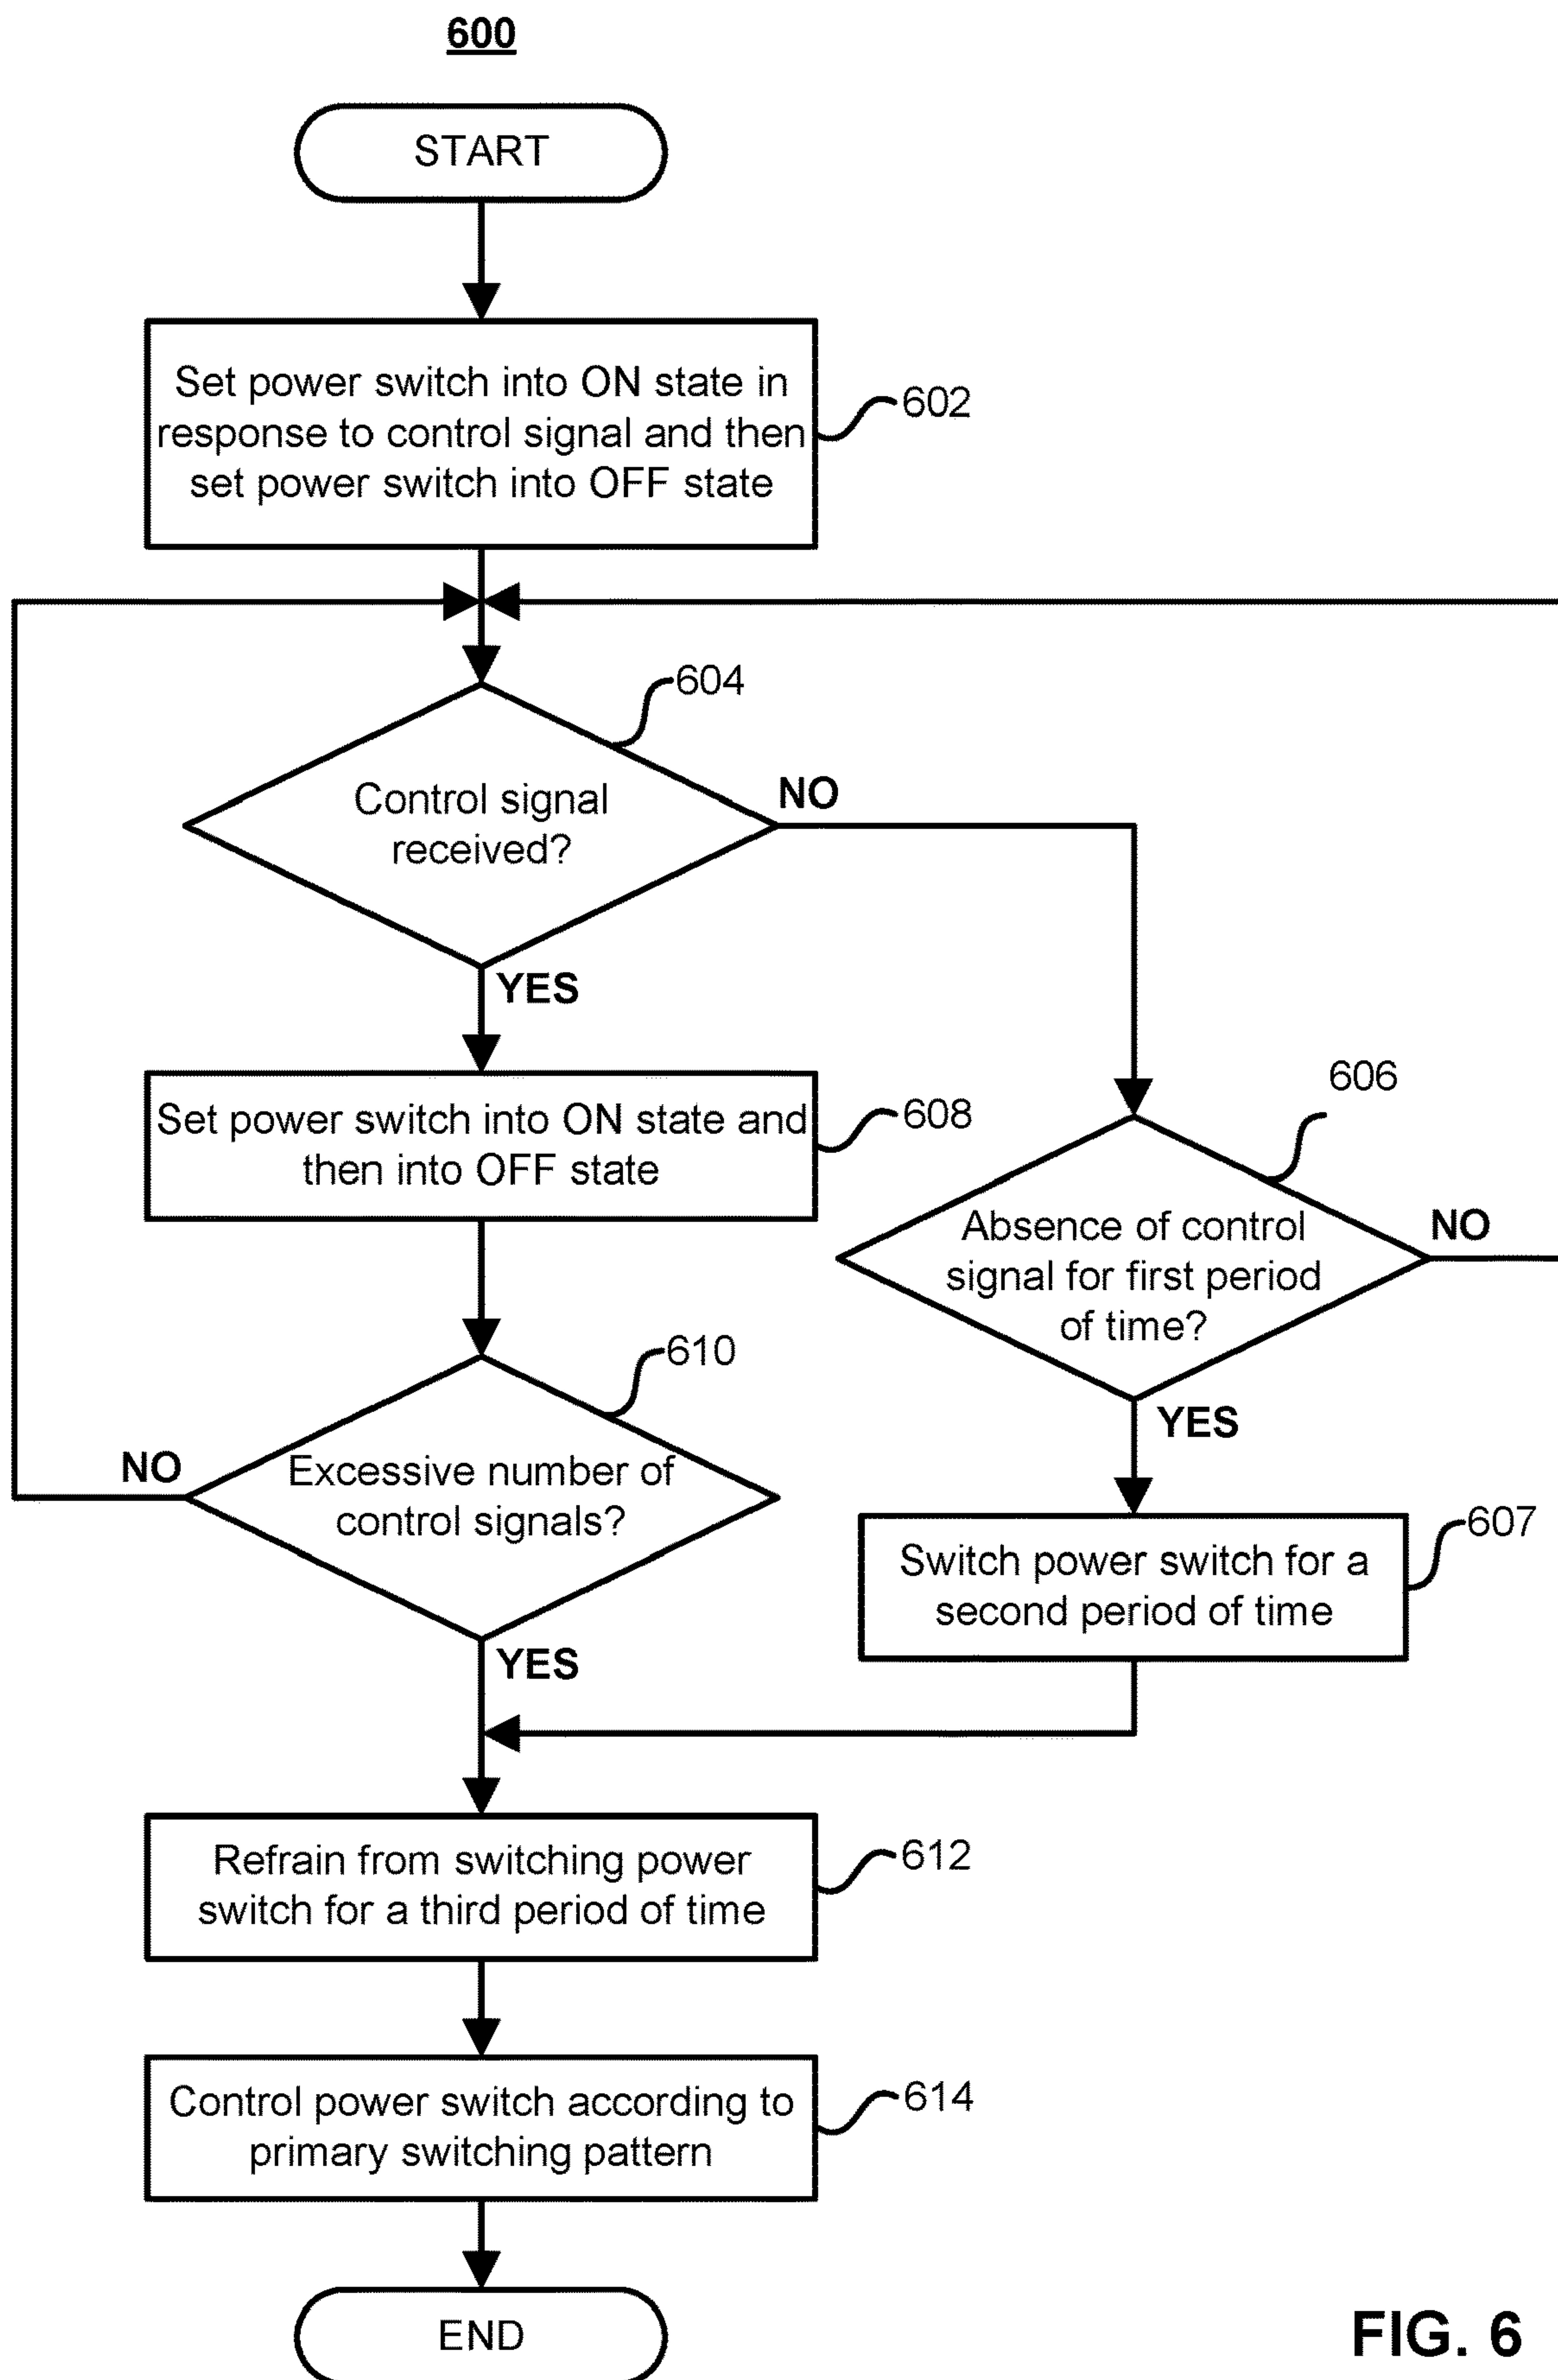 600
START
Set power switch into ON state in
response to control signal and then
set power switch into OFF state
602
604
Control signal
received?
NO
YES
Set power switch into ON state and
then into OFF state
608
606
Absence of control
signal for first period
of time?
NO
YES
610
Excessive number of
control signals?
NO
YES
Switch power switch for a
second period of time
607
Refrain from switching power
switch for a third period of time
612
Control power switch according to
primary switching pattern
614
END
FIG. 6